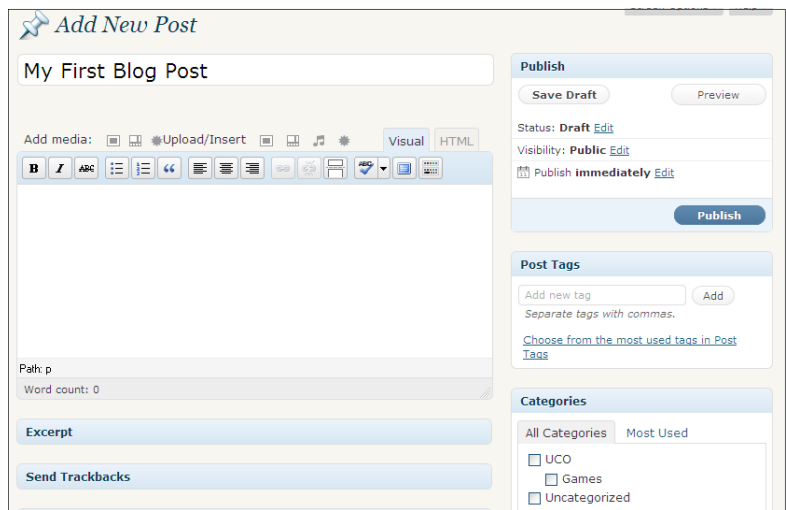 Add New Post
My First Blog Post
Add media: Upload/Insert
Visual HTML
B I ABC
ABC
Path: p
Word count: 0
Excerpt
Send Trackbacks
Publish
Save Draft Preview
Status: Draft Edit
Visibility: Public Edit
Publish immediately Edit
Publish
Post Tags
Add new tag Add
Separate tags with commas.
Choose from the most used tags in Post
Tags
Categories
All Categories Most Used
UCO
Games
Uncategorized